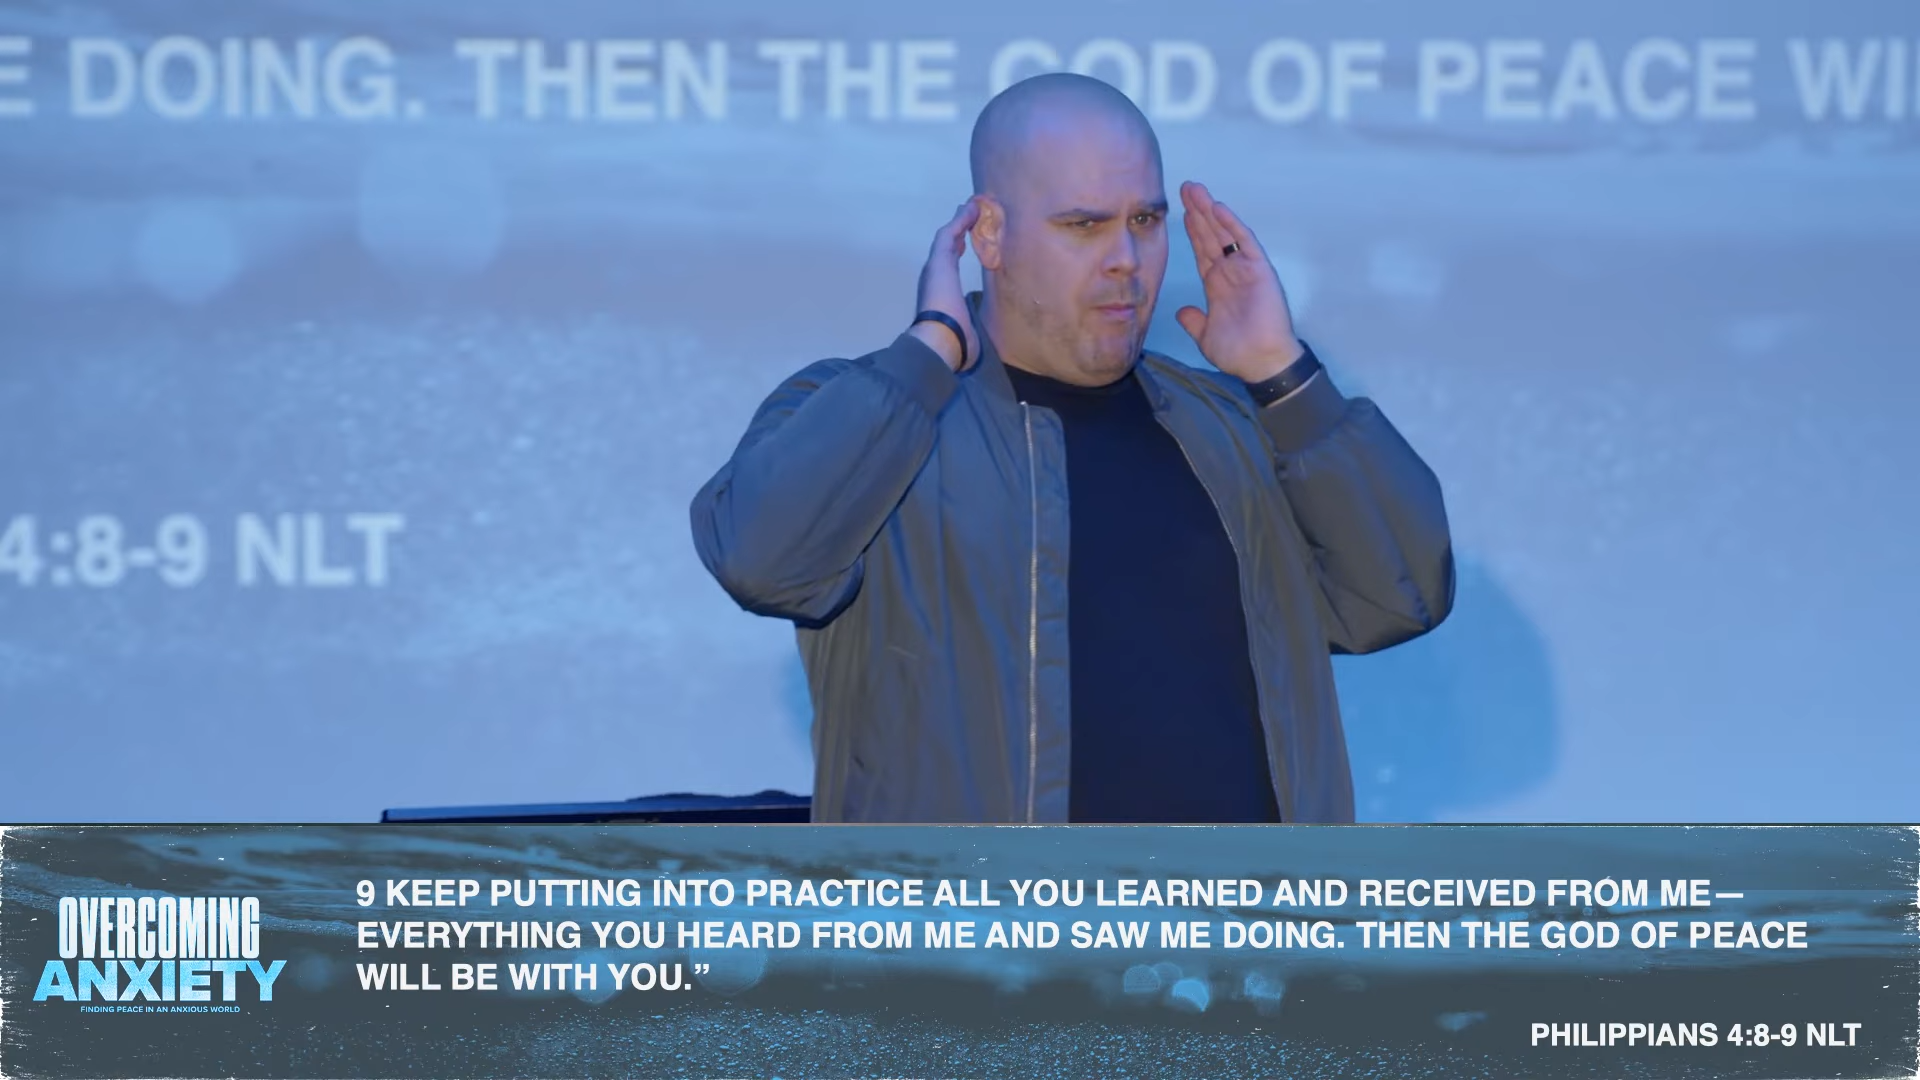 E DOING. THEN THE GOD OF PEACE WI
4:8-9 NLT
9 KEEP PUTTING INTO PRACTICE ALL YOU LEARNED AND RECEIVED FROM ME—
EVERYTHING YOU HEARD FROM ME AND SAW ME DOING. THEN THE GOD OF PEACE
WILL BE WITH YOU.”
OVERCOMING
ANXIETY
FINDING PEACE IN AN ANXIOUS WORLD
PHILIPPIANS 4:8-9 NLT